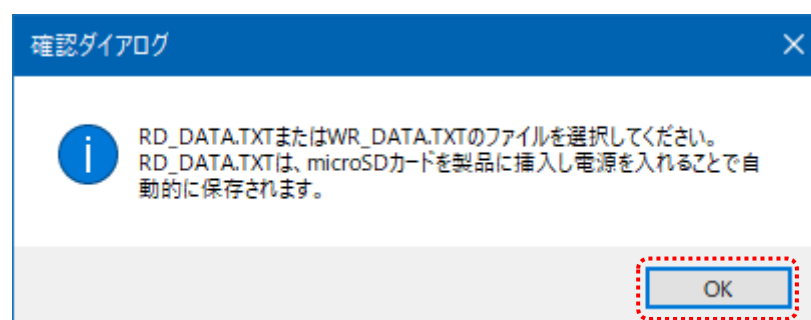 確認ダイアログ
RD_DATA.TXTまたはWR_DATA.TXTのファイルを選択してください。
RD_DATA.TXTは、microSDカードを製品に挿入し電源を入れることで自
動的に保存されます。
OK